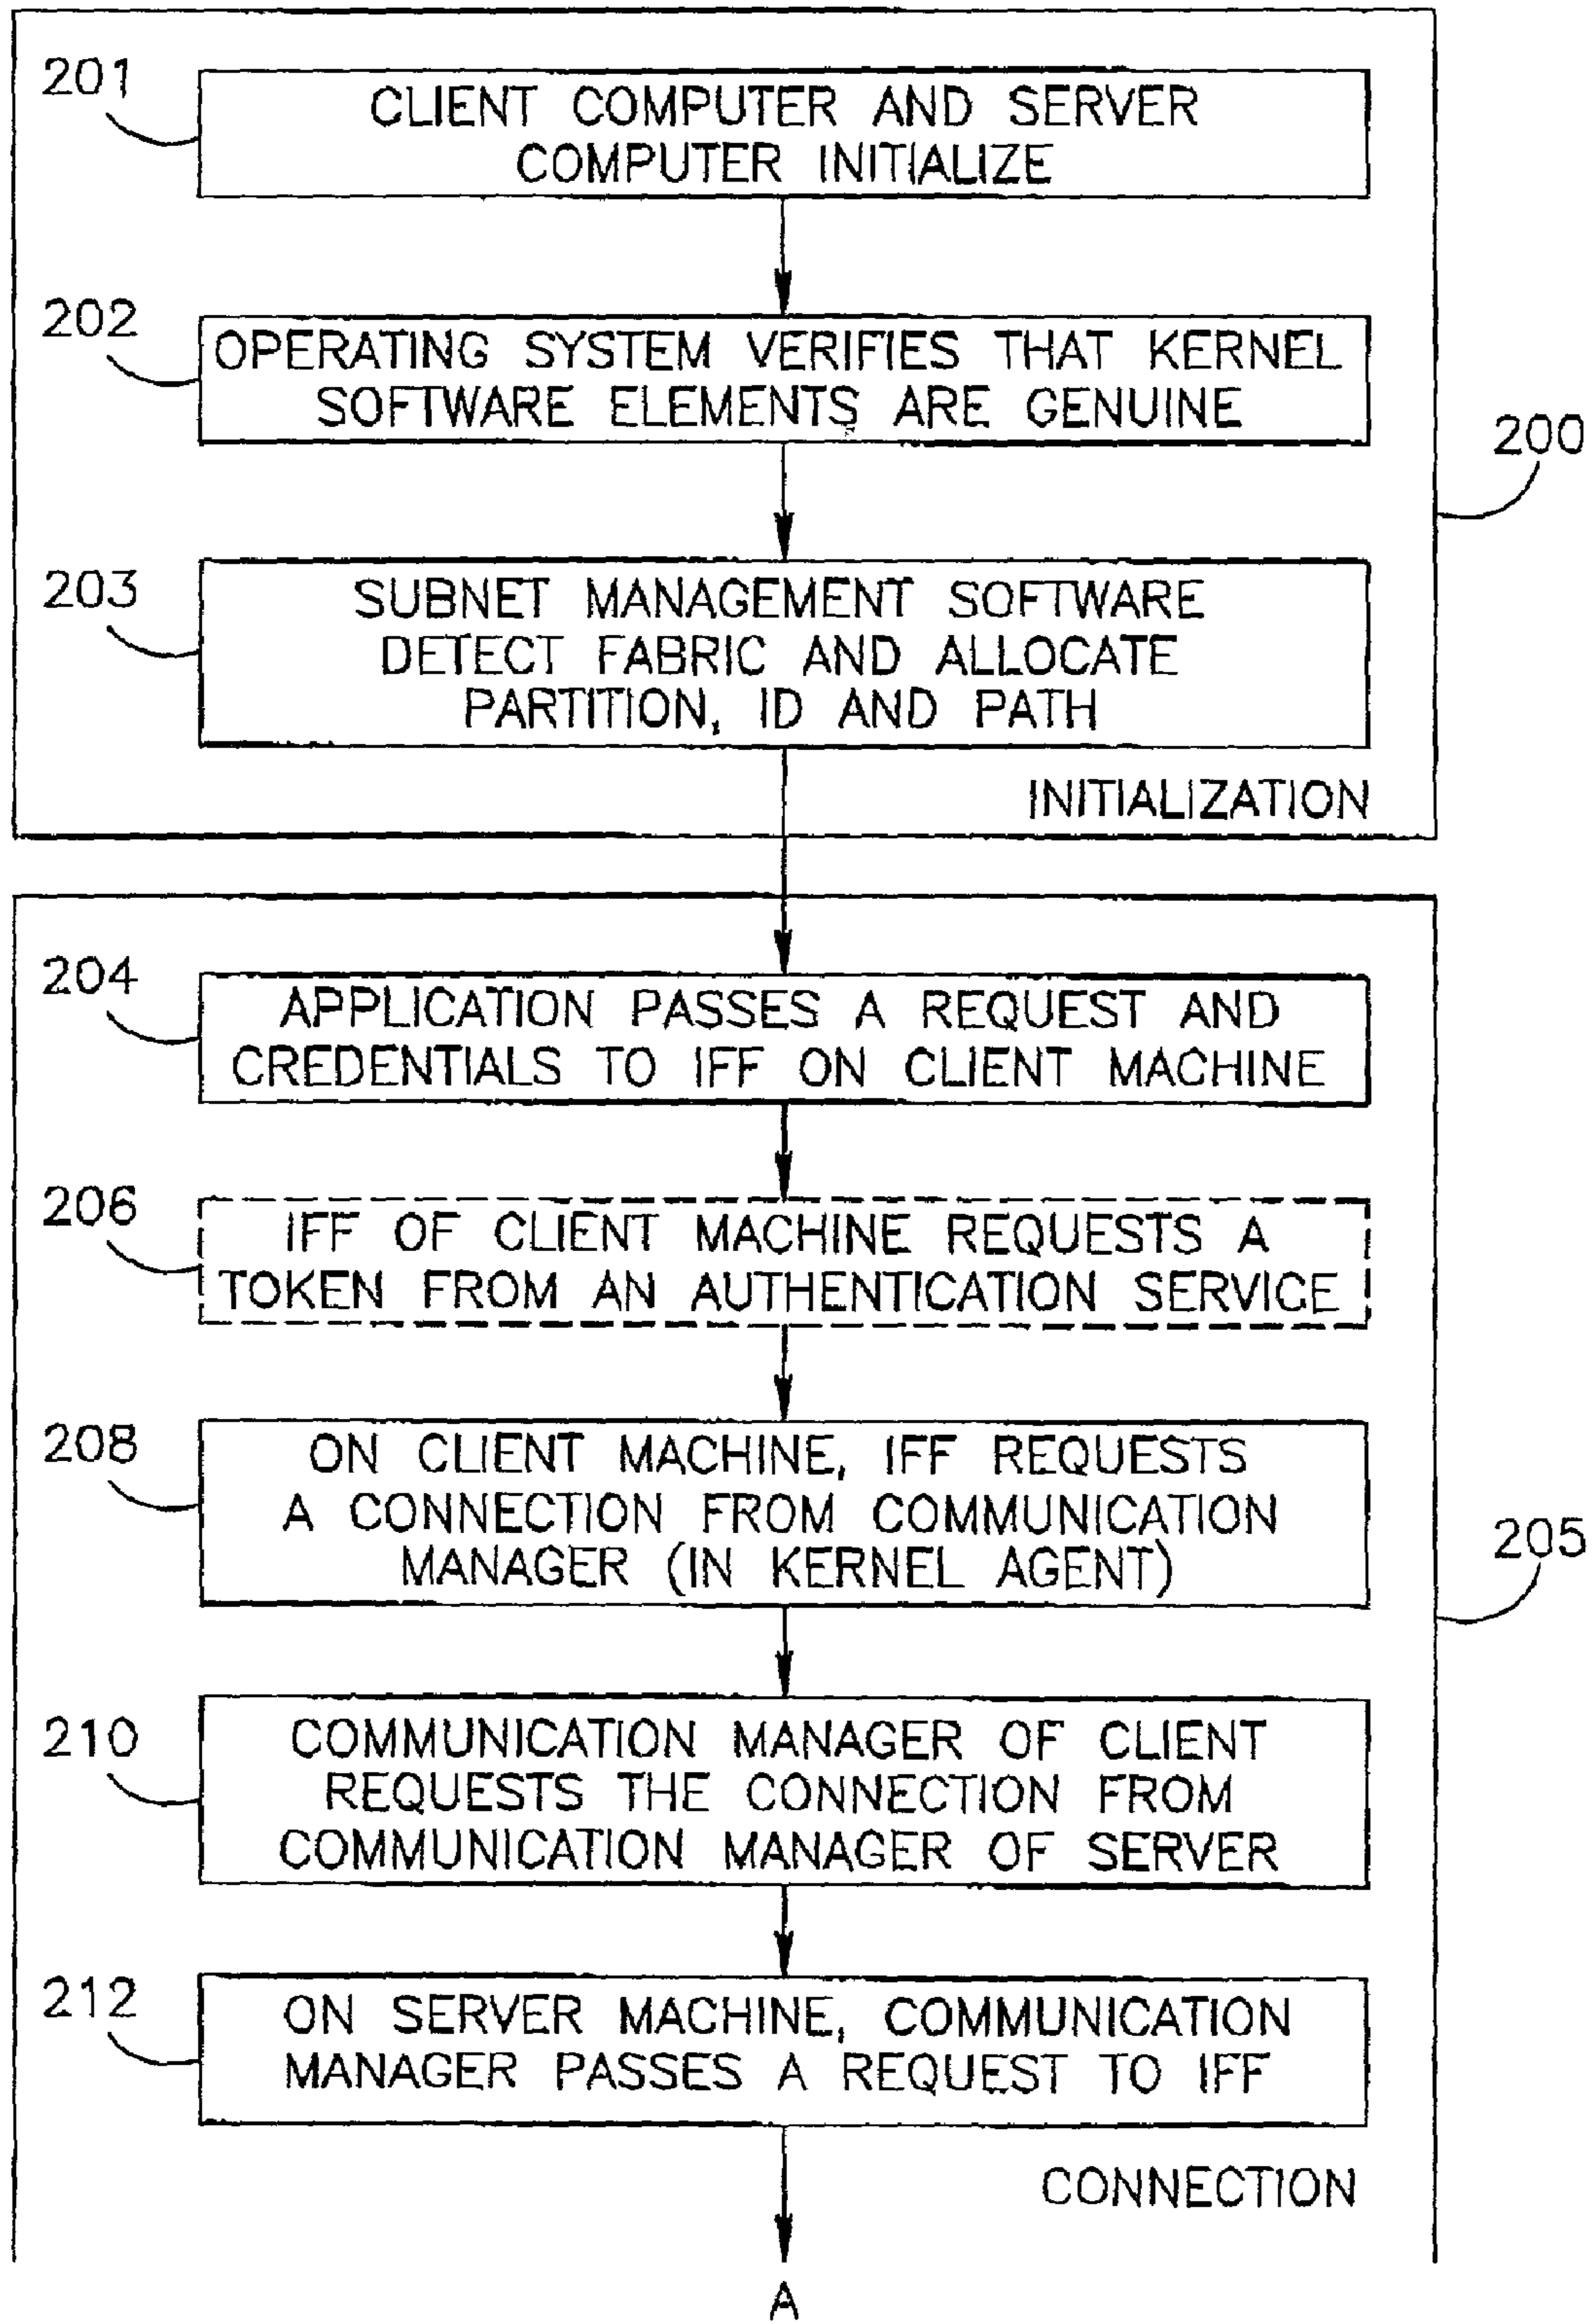 201
CLIENT COMPUTER AND SERVER
COMPUTER INITIALIZE
202
OPERATING SYSTEM VERIFIES THAT KERNEL
SOFTWARE ELEMENTS ARE GENUINE
200
203
SUBNET MANAGEMENT SOFTWARE
DETECT FABRIC AND ALLOCATE
PARTITION, ID AND PATH
INITIALIZATION
204
APPLICATION PASSES A REQUEST AND
CREDENTIALS TO IFF ON CLIENT MACHINE
206
IFF OF CLIENT MACHINE REQUESTS A
TOKEN FROM AN AUTHENTICATION SERVICE
208
ON CLIENT MACHINE, IFF REQUESTS
A CONNECTION FROM COMMUNICATION
MANAGER (IN KERNEL AGENT)
205
210
COMMUNICATION MANAGER OF CLIENT
REQUESTS THE CONNECTION FROM
COMMUNICATION MANAGER OF SERVER
212
ON SERVER MACHINE, COMMUNICATION
MANAGER PASSES A REQUEST TO IFF
CONNECTION
A